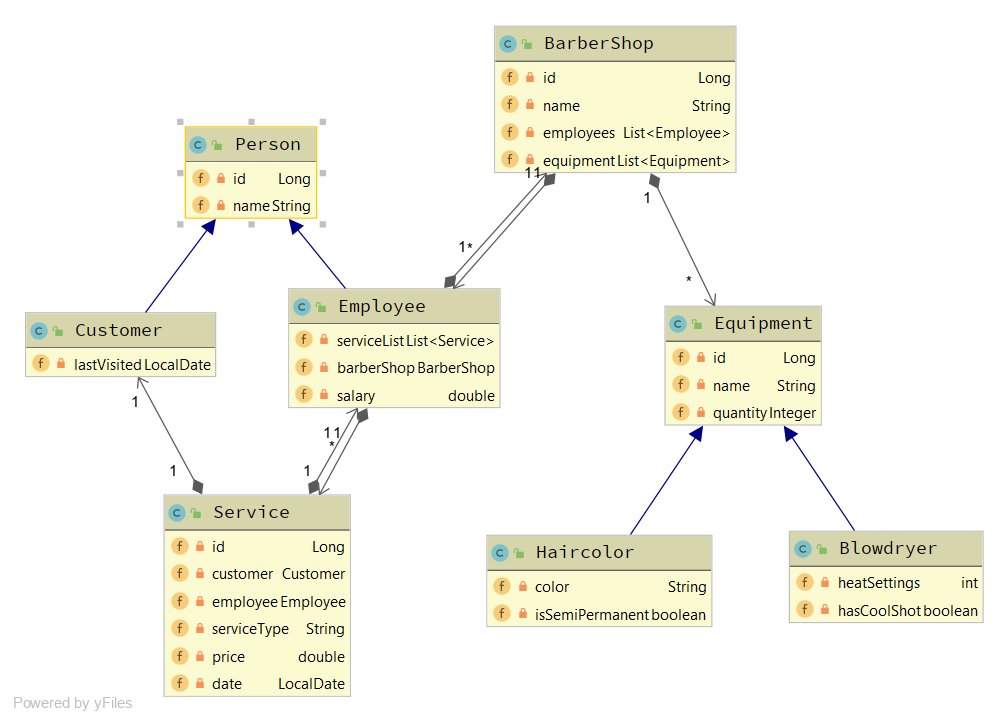 BarberShop
id Long
name String
employees List<Employee>
equipment List<Equipment>
11
1
1*
*
Person
id Long
name String
Customer
lastVisited LocalDate
1
1
Employee
serviceList List<Service>
barberShop BarberShop
salary double
11
*
1
Equipment
id Long
name String
quantity Integer
Service
id Long
customer Customer
employee Employee
serviceType String
price double
date LocalDate
Haircolor
color String
isSemiPermanent boolean
Blowdryer
heatSettings int
hasCoolShot boolean
Powered by yFiles